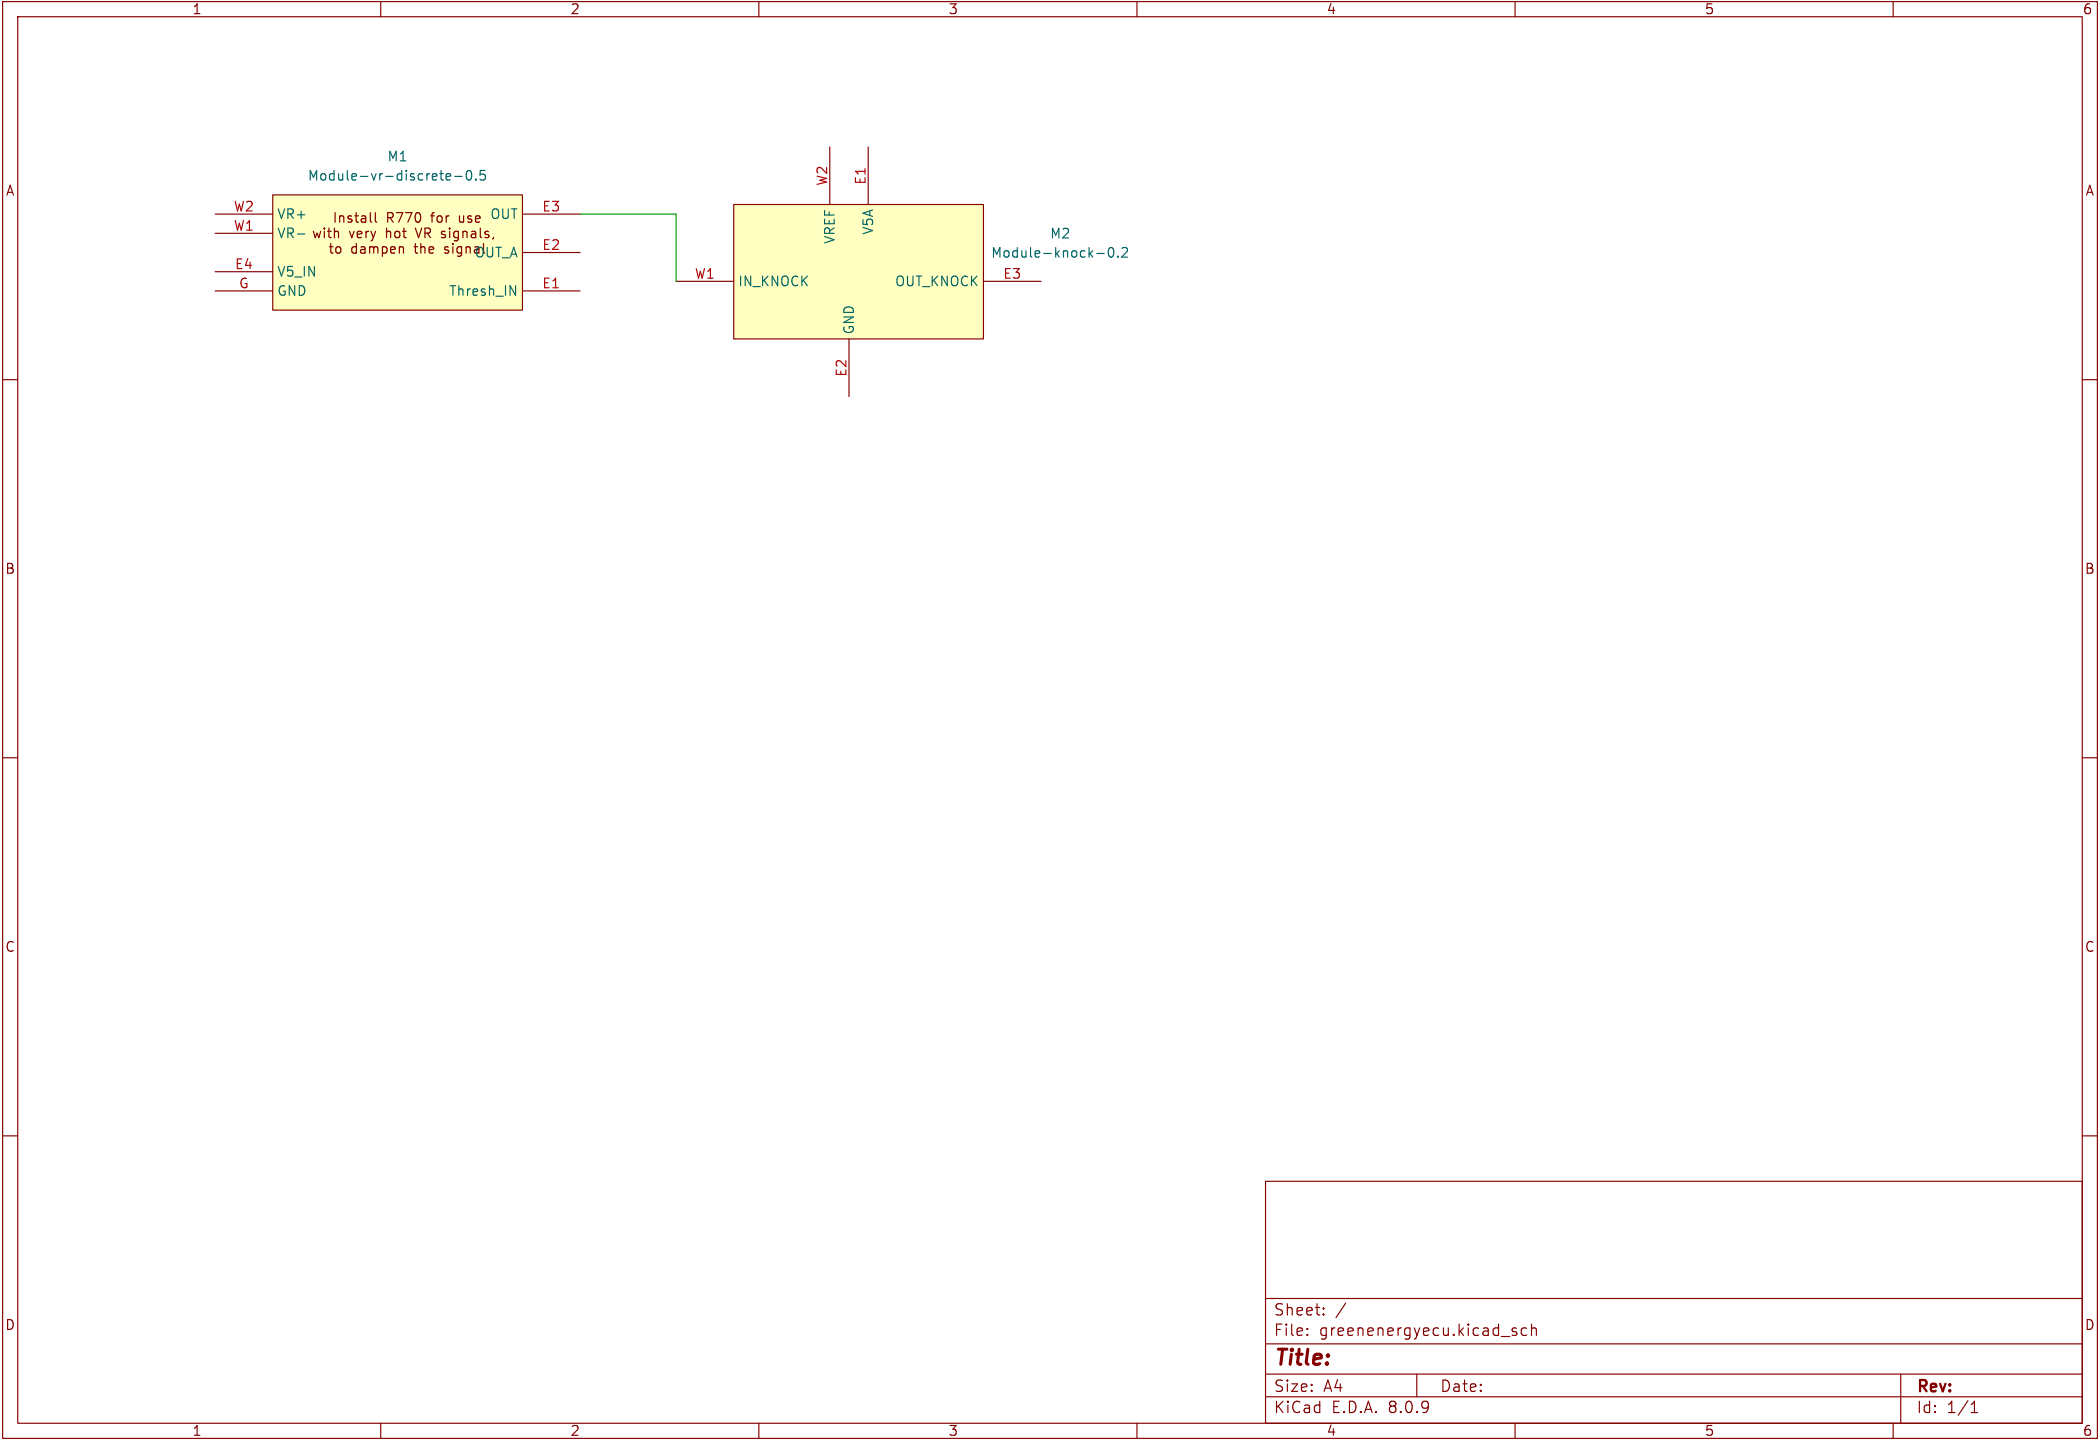 1 2 3 4 5 6
A A
M1
Module-vr-discrete-0.5
W2 VR+
W1 VR-
E4 V5_IN
G GND
Install R770 for use
with very hot VR signals,
to dampen the signal
OUT E3
OUT_A E2
Thresh_IN E1
W2 E1
VREF V5A
M2
Module-knock-0.2
W1 IN_KNOCK
OUT_KNOCK E3
GND
E2
B B
C C
D D
Sheet: /
File: greenenergyecu.kicad_sch
Title:
Size: A4 Date: Rev:
KiCad E.D.A. 8.0.9 Id: 1/1
1 2 3 4 5 6